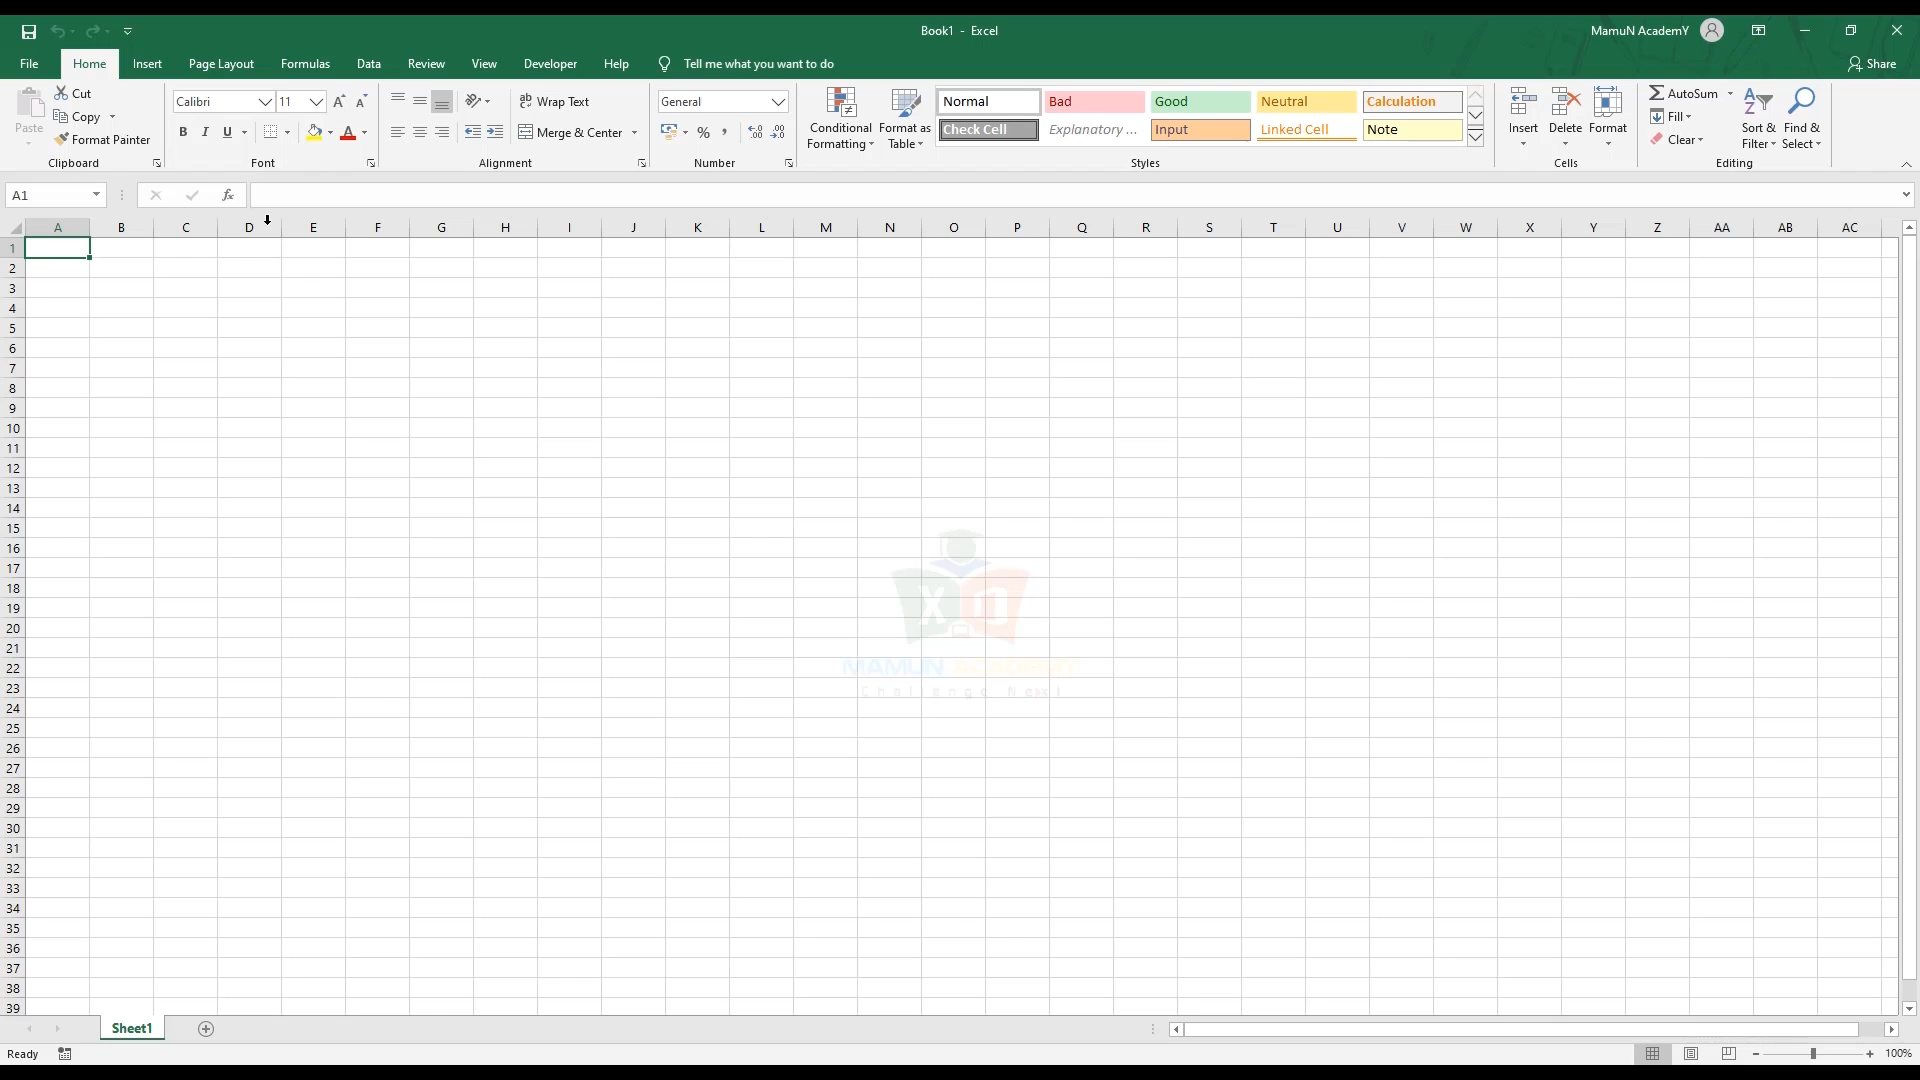 Book1 - Excel
MamuN AcademY
File
Home
Insert
Page Layout
Formulas
Data
Review
View
Developer
Help
Tell me what you want to do
Share
Paste
Cut
Copy
Format Painter
Clipboard
Calibri
11
Font
Wrap Text
Merge & Center
Alignment
General
Number
Conditional
Formatting
Format as
Table
Normal
Bad
Good
Neutral
Calculation
Check Cell
Explanatory ...
Input
Linked Cell
Note
Styles
Insert
Delete
Format
Cells
AutoSum
Fill
Clear
Sort &
Filter
Find &
Select
Editing
A1
fx
A B C D E F G H I J K L M N O P Q R S T U V W X Y Z AA AB AC
1
2
3
4
5
6
7
8
9
10
11
12
13
14
15
16
17
18
19
20
21
22
23
24
25
26
27
28
29
30
31
32
33
34
35
36
37
38
39
MAMUN ACADEMY
Challenge Next
Sheet1
Ready
100%